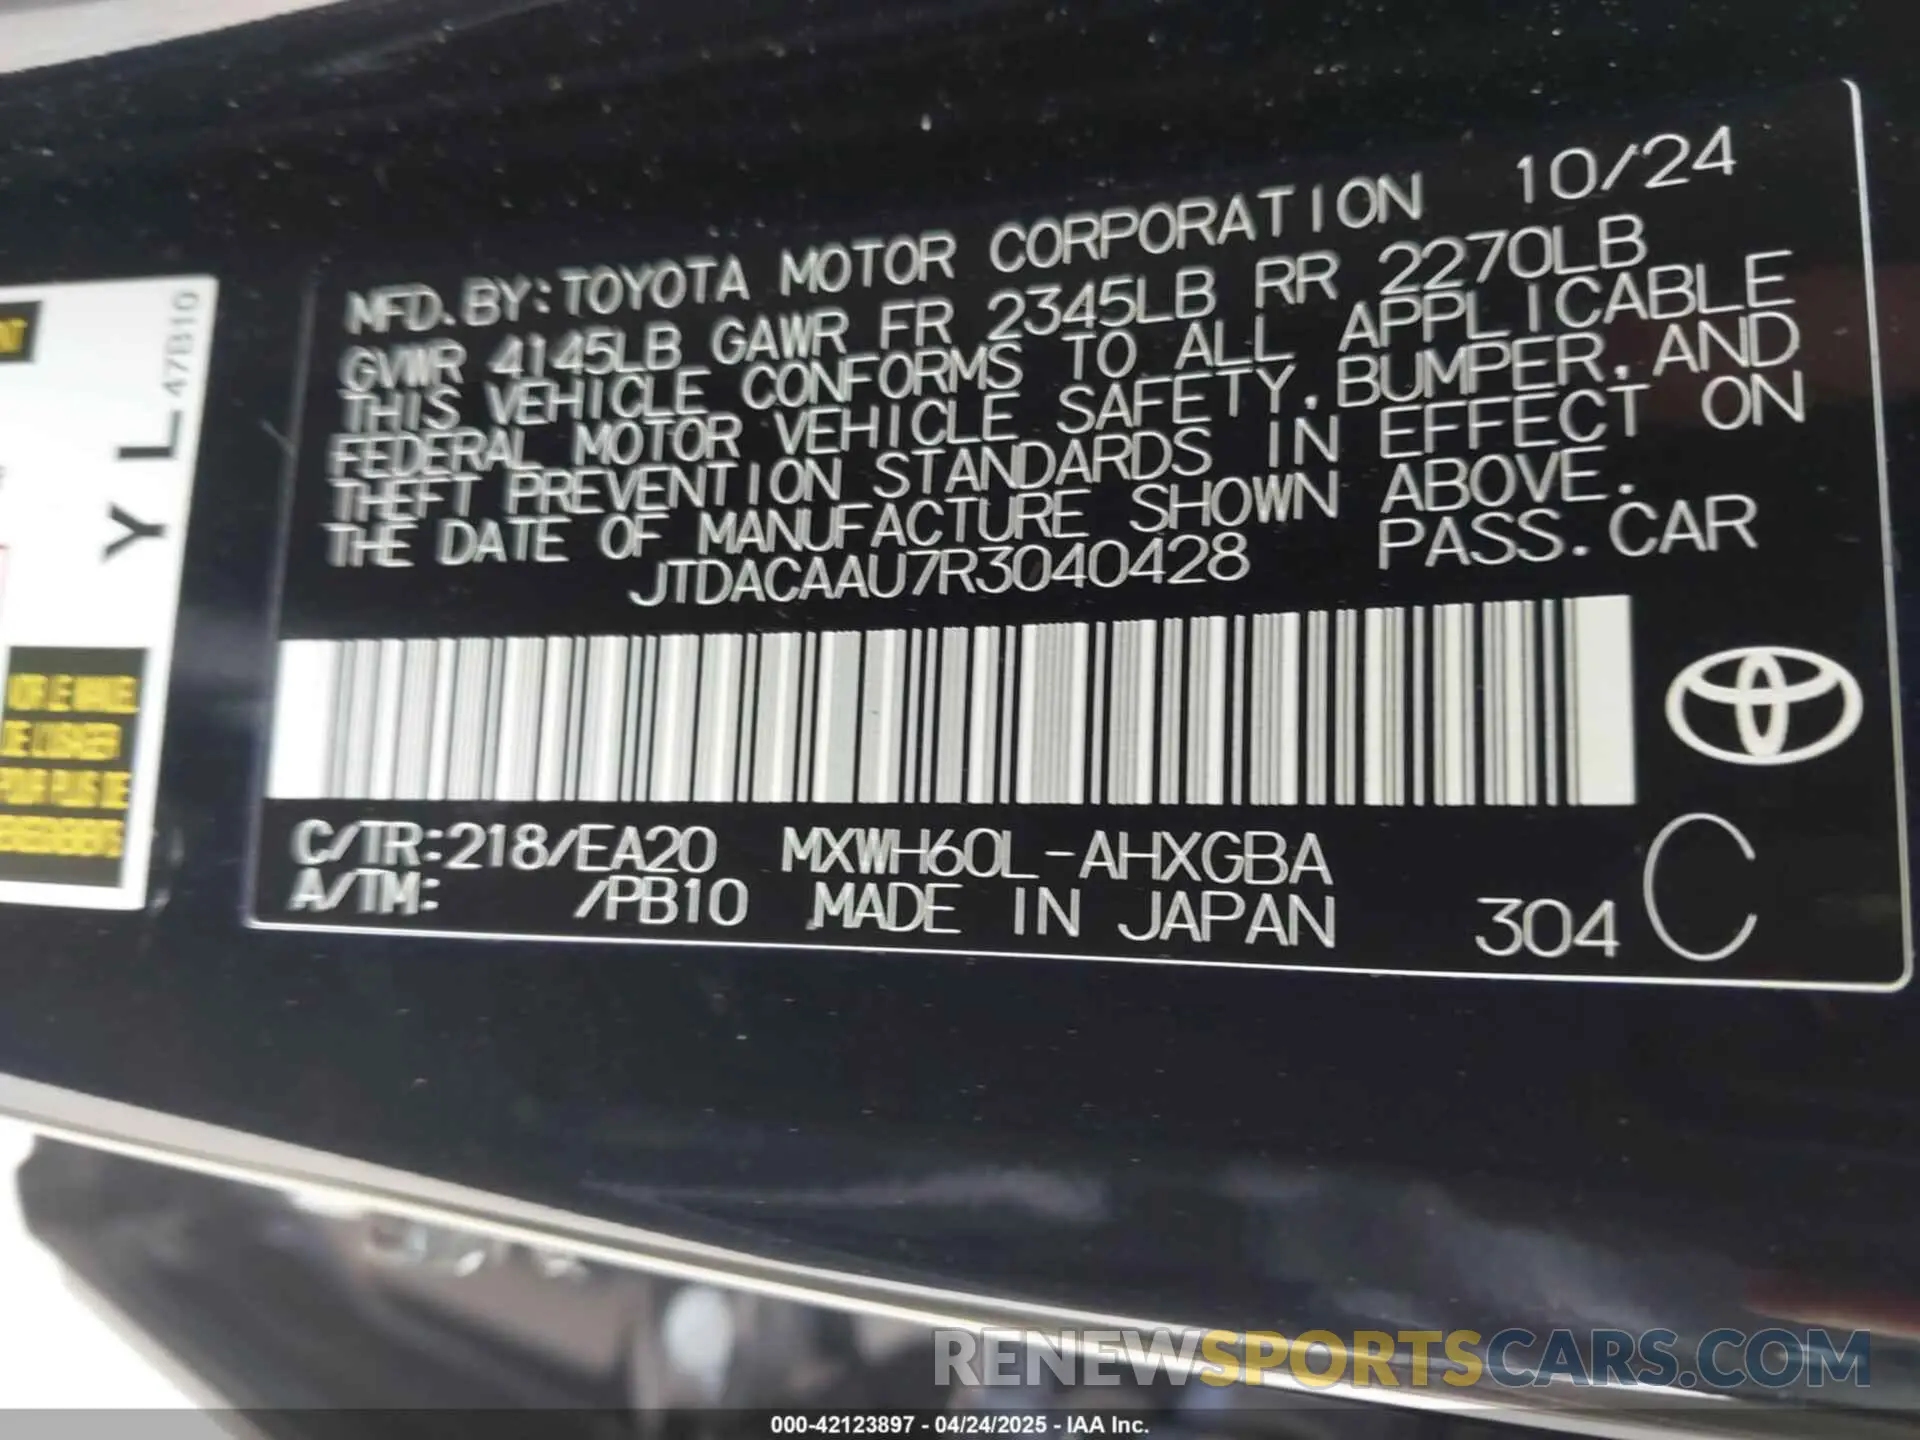 MFD. BY: TOYOTA MOTOR CORPORATION 10/24
GVWR 4145LB GAWR FR 2345LB RR 2270LB
THIS VEHICLE CONFORMS TO ALL APPLICABLE
FEDERAL MOTOR VEHICLE SAFETY, BUMPER, AND
THEFT PREVENTION STANDARDS IN EFFECT ON
THE DATE OF MANUFACTURE SHOWN ABOVE.
JTDACAAU7R3040428 PASS. CAR
C/TR:218/EA20 MXWH60L-AHXGBA
A/TM: /PB10 MADE IN JAPAN 304 C
YL 47B10
POUR PLUS DE
RENEWSPORTSCARS.COM
000-42123897 - 04/24/2025 - IAA Inc.